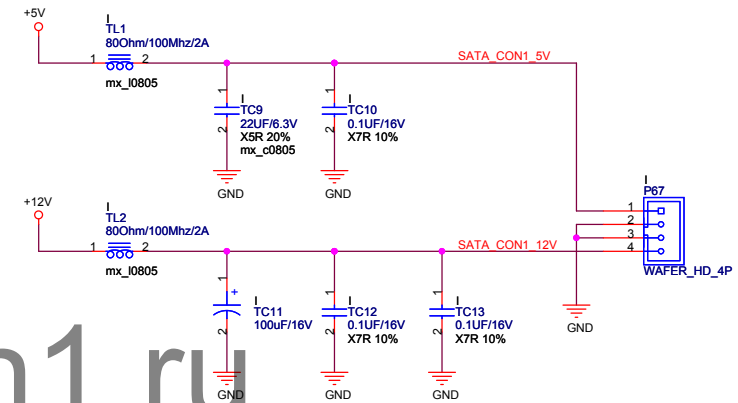 +5V
I
TL1
80Ohm/100Mhz/2A
1 2
mx_l0805
SATA_CON1_5V
1
I
TC9
22UF/6.3V
X5R 20%
mx_c0805
2
GND
1
I
TC10
0.1UF/16V
X7R 10%
2
GND
I
P67
1
2
3
4
WAFER_HD_4P
GND
+12V
I
TL2
80Ohm/100Mhz/2A
1 2
mx_l0805
SATA_CON1_12V
1
+
I
TC11
100uF/16V
2
GND
1
I
TC12
0.1UF/16V
X7R 10%
2
GND
1
I
TC13
0.1UF/16V
X7R 10%
2
GND
n1 ru